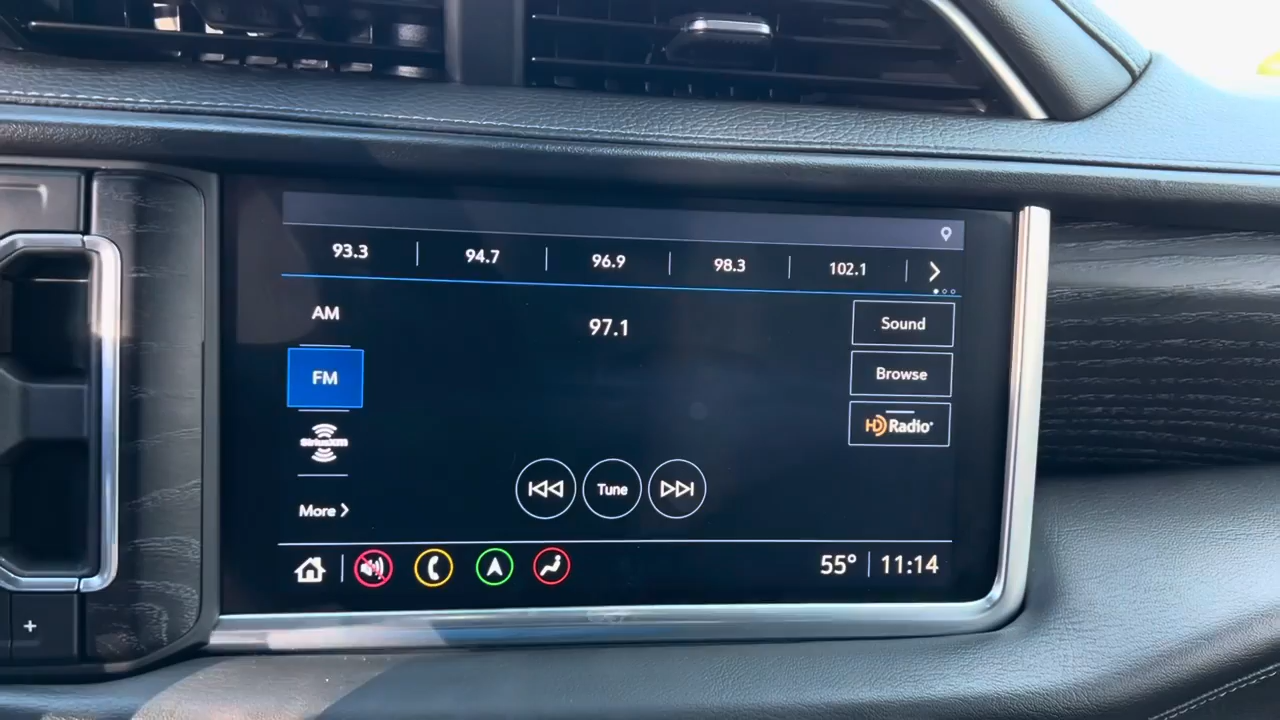 93.3 94.7 96.9 98.3 102.1
AM
97.1
Sound
FM
Browse
SiriusXM
HD Radio
Tune
More
55° 11:14
+